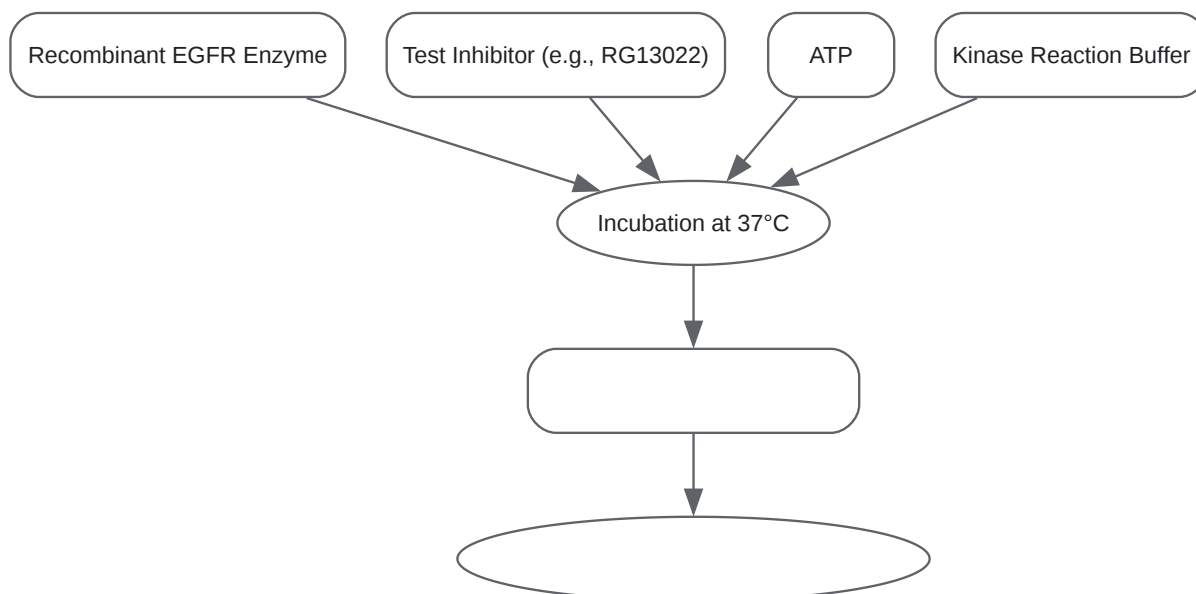 Recombinant EGFR Enzyme
Test Inhibitor (e.g., RG13022)
ATP
Kinase Reaction Buffer
Incubation at 37°C